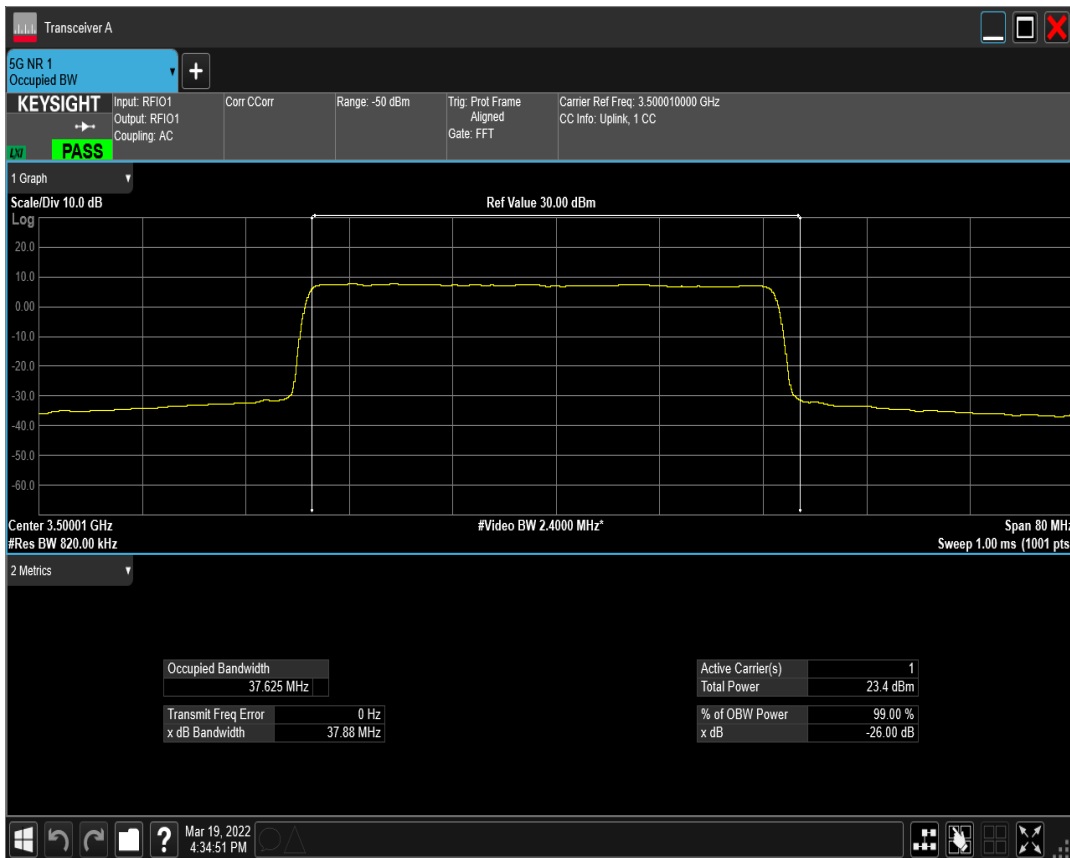 Transceiver A
5G NR 1
Occupied BW
+
KEYSIGHT
LXI
PASS
Input: RFIO1
Output: RFIO1
Coupling: AC
Corr CCorr
Range: -50 dBm
Trig: Prot Frame
Aligned
Gate: FFT
Carrier Ref Freq: 3.500010000 GHz
CC Info: Uplink, 1 CC
1 Graph
Scale/Div 10.0 dB
Ref Value 30.00 dBm
Log
20.0
10.0
0.00
-10.0
-20.0
-30.0
-40.0
-50.0
-60.0
Center 3.50001 GHz
#Video BW 2.4000 MHz*
Span 80 MHz
#Res BW 820.00 kHz
Sweep 1.00 ms (1001 pts
2 Metrics
Occupied Bandwidth
37.625 MHz
Transmit Freq Error 0 Hz
x dB Bandwidth 37.88 MHz
Active Carrier(s) 1
Total Power 23.4 dBm
% of OBW Power 99.00 %
x dB -26.00 dB
?
Mar 19, 2022
4:34:51 PM